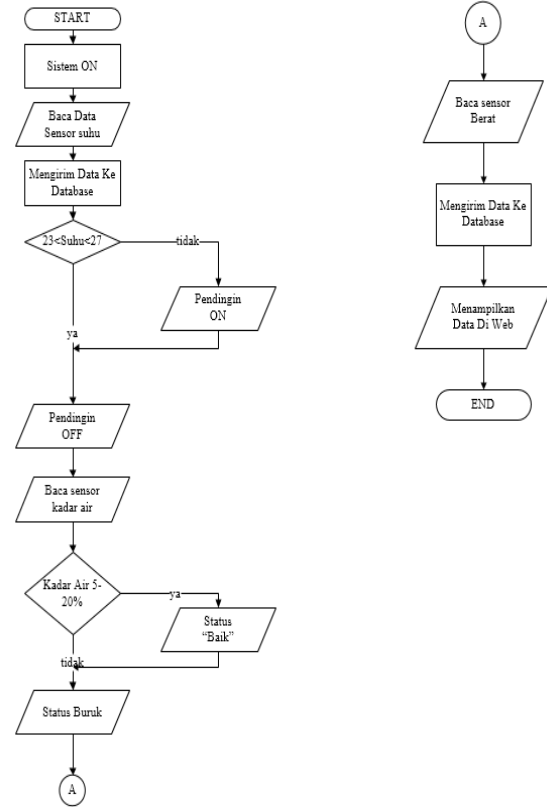 START
Sistem ON
Baca Data
Sensor suhu
Mengirim Data Ke
Database
23<Suhu<27
tidak
Pendingin
ON
ya
Pendingin
OFF
Baca sensor
kadar air
Kadar Air 5-
20%
ya
Status
“Baik”
tidak
Status Buruk
A
A
Baca sensor
Berat
Mengirim Data Ke
Database
Menampilkan
Data Di Web
END